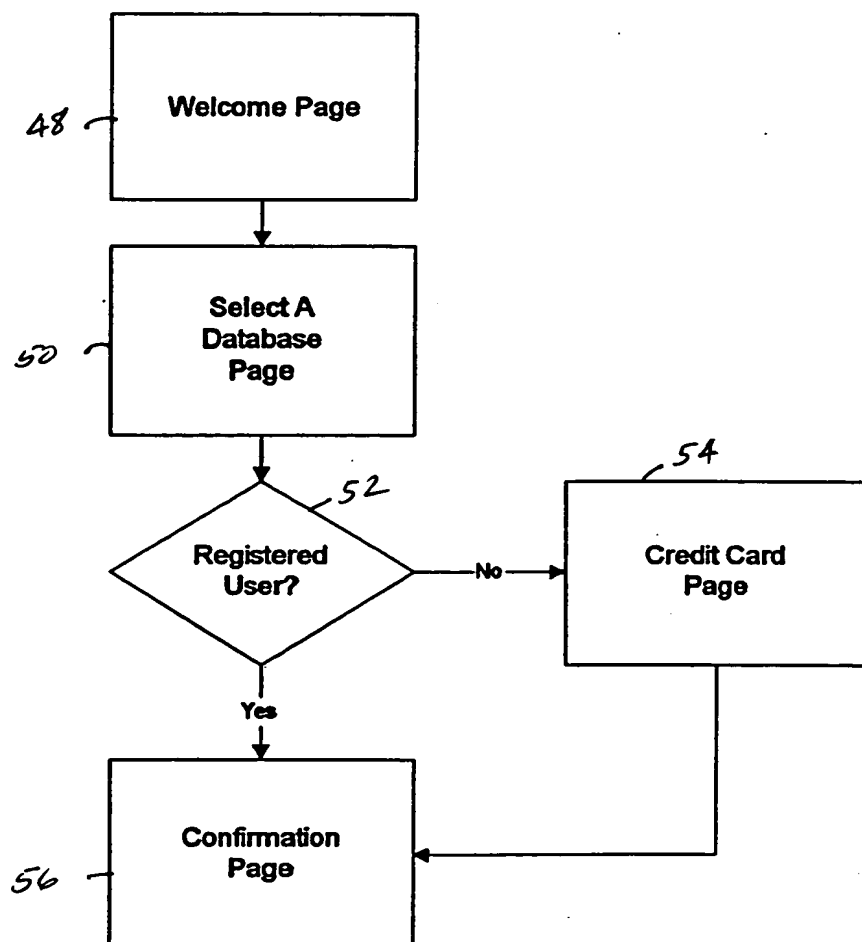 Welcome Page
48
Select A
Database
Page
50
52
Registered
User?
No
54
Credit Card
Page
Yes
Confirmation
Page
56